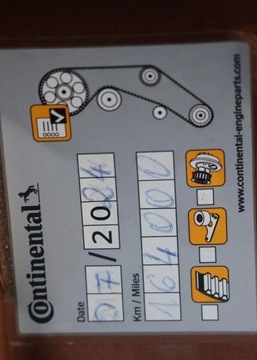 Continental
Date
07/2024
Km / Miles
164000
www.continental-engineparts.com